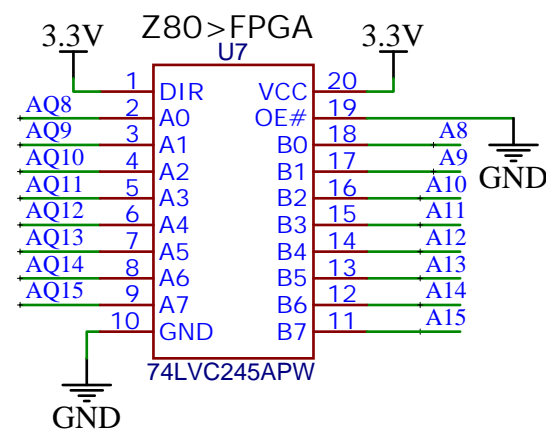 Z80>FPGA
3.3V U7 3.3V
1 DIR VCC 20
AQ8 2 A0 OE# 19
AQ9 3 A1 B0 18 A8
AQ10 4 A2 B1 17 A9 GND
AQ11 5 A3 B2 16 A10
AQ12 6 A4 B3 15 A11
AQ13 7 A5 B4 14 A12
AQ14 8 A6 B5 13 A13
AQ15 9 A7 B6 12 A14
10 GND B7 11 A15
74LVC245APW
GND